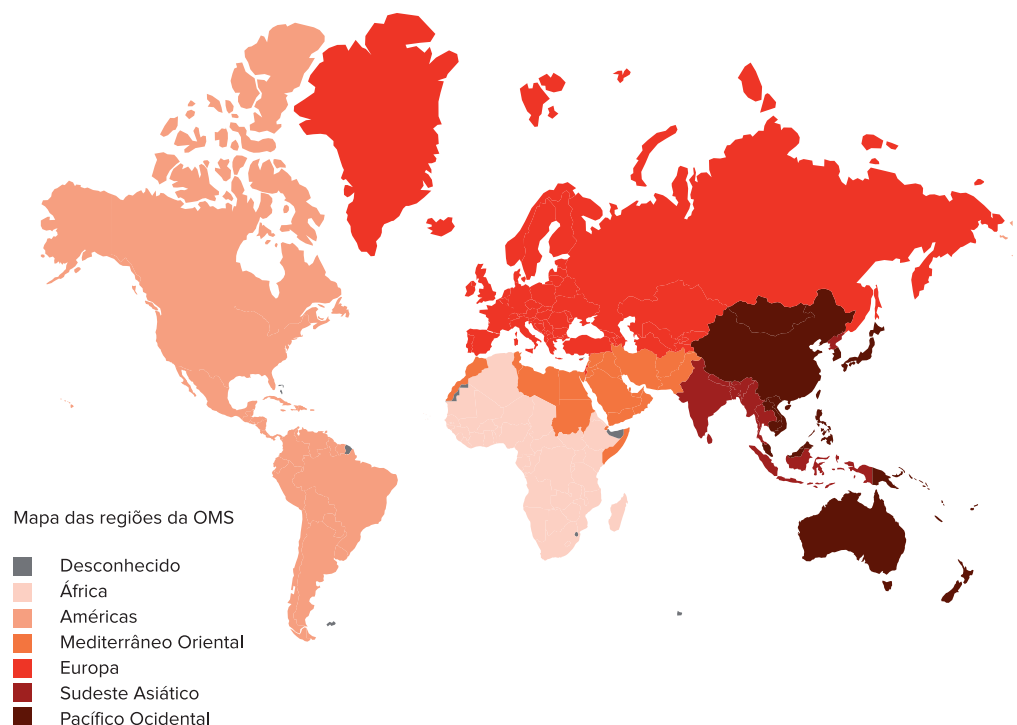 Mapa das regiões da OMS
Desconhecido
África
Américas
Mediterrâneo Oriental
Europa
Sudeste Asiático
Pacífico Ocidental